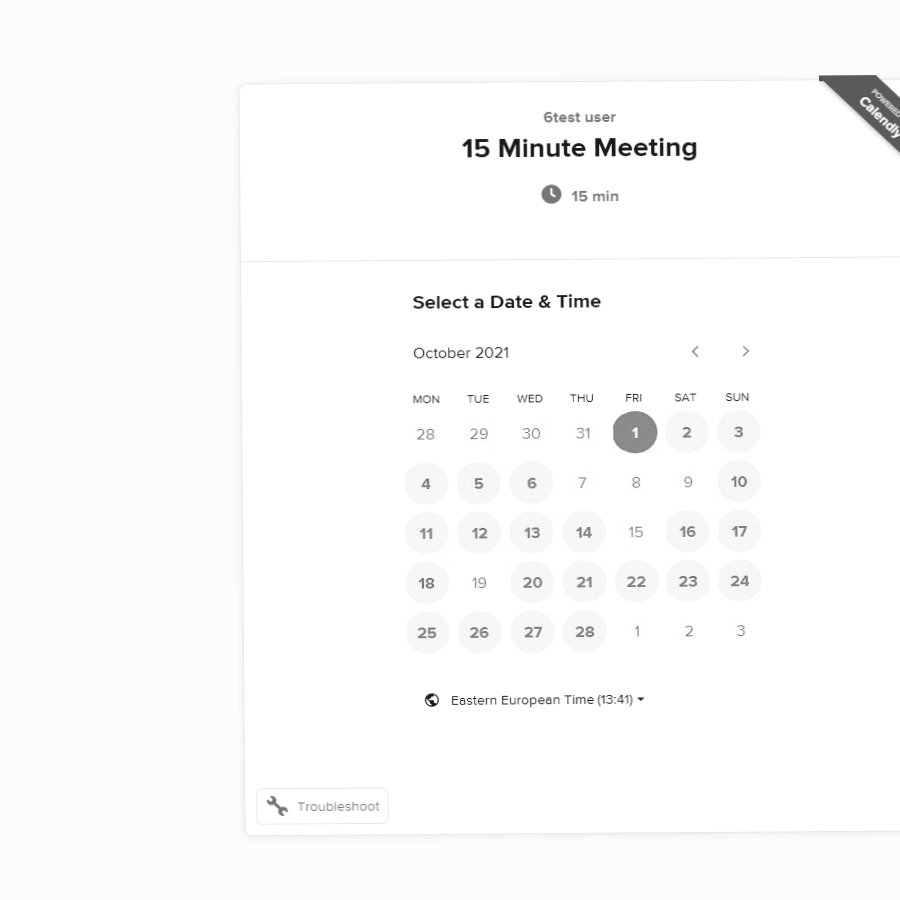 6test user
15 Minute Meeting
15 min
POWERED
Calendly
Select a Date & Time
October 2021
MON TUE WED THU FRI SAT SUN
28 29 30 31 1 2 3
4 5 6 7 8 9 10
11 12 13 14 15 16 17
18 19 20 21 22 23 24
25 26 27 28 1 2 3
Eastern European Time (13:41)
Troubleshoot